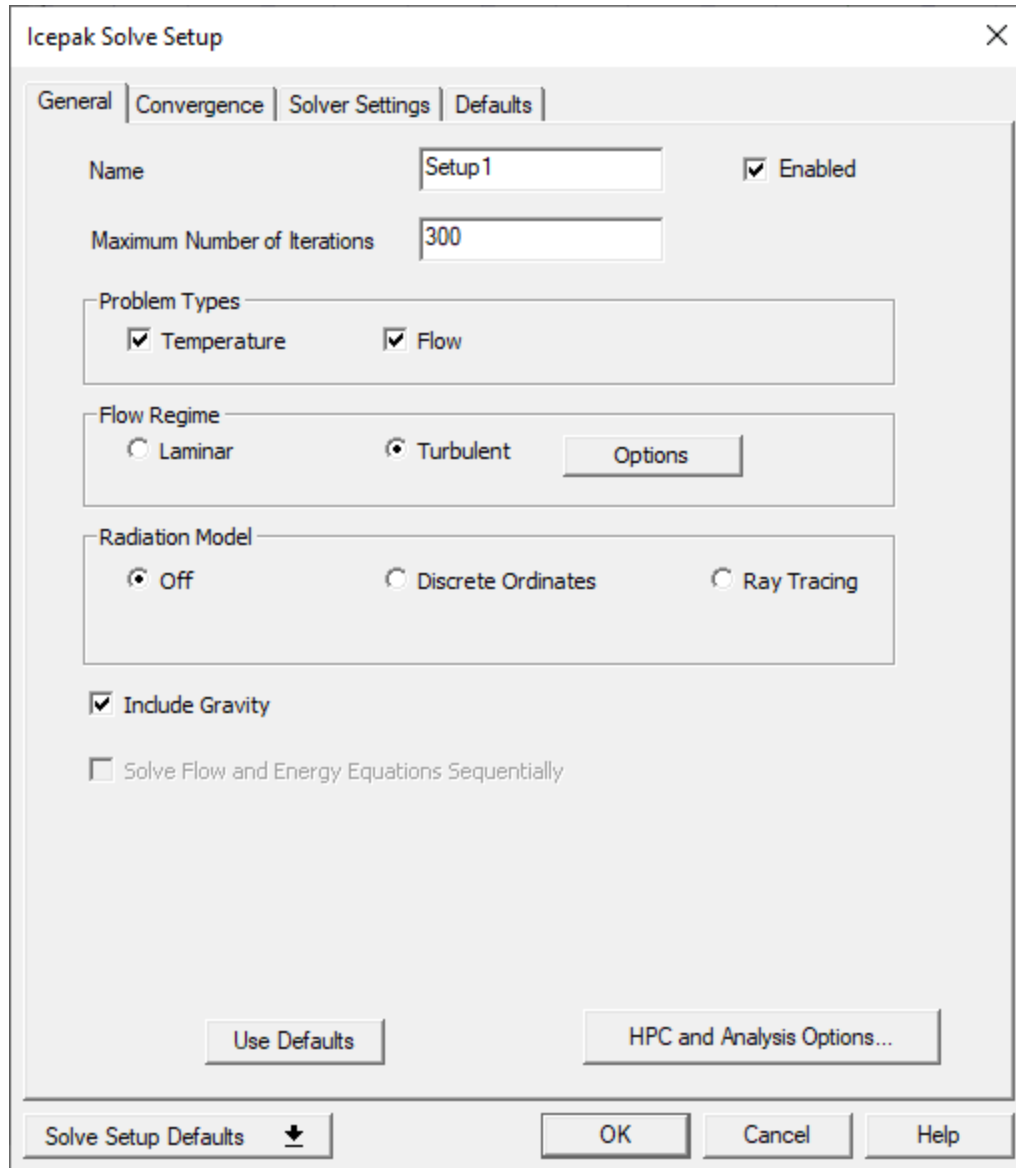 Icepak Solve Setup
General Convergence Solver Settings Defaults
Name Setup1 Enabled
Maximum Number of Iterations 300
Problem Types
Temperature Flow
Flow Regime
Laminar Turbulent Options
Radiation Model
Off Discrete Ordinates Ray Tracing
Include Gravity
Solve Flow and Energy Equations Sequentially
Use Defaults HPC and Analysis Options...
Solve Setup Defaults OK Cancel Help